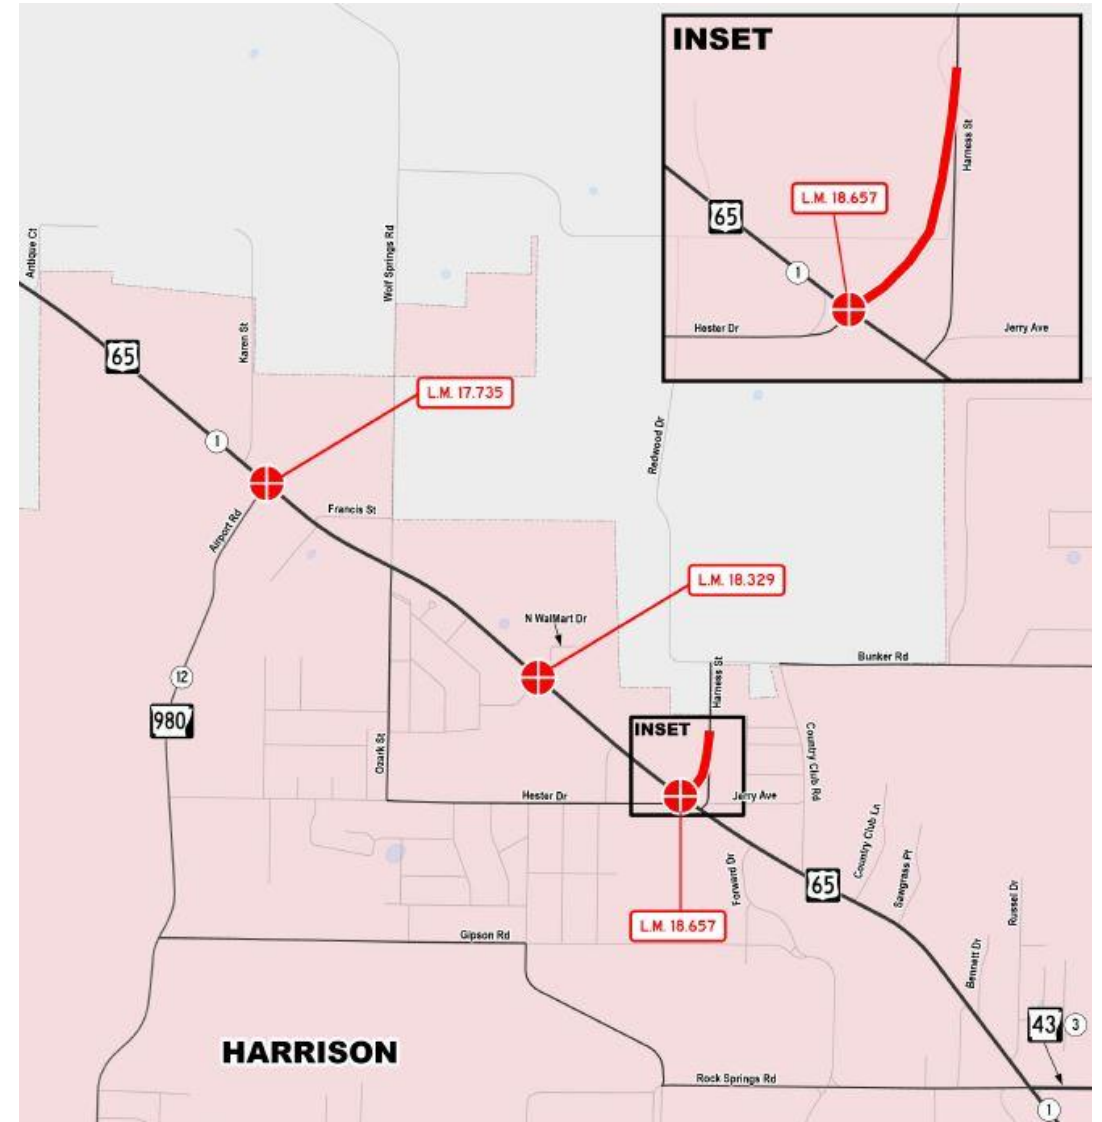 INSET
Harness St
L.M. 18.657
65
1
Hester Dr
Jerry Ave
Antique Ct
Wolf Springs Rd
Karen St
65
L.M. 17.735
1
Redwood Dr
Francis St
Airport Rd
L.M. 18.329
N WalMart Dr
Bunker Rd
Harness St
12
980
INSET
Ozark St
Country Club Rd
Hester Dr
Jerry Ave
Country Club Ln
Sawgrass Pt
Forward Dr
65
Russel Dr
L.M. 18.657
Gipson Rd
Bennett Dr
43
3
HARRISON
Rock Springs Rd
1